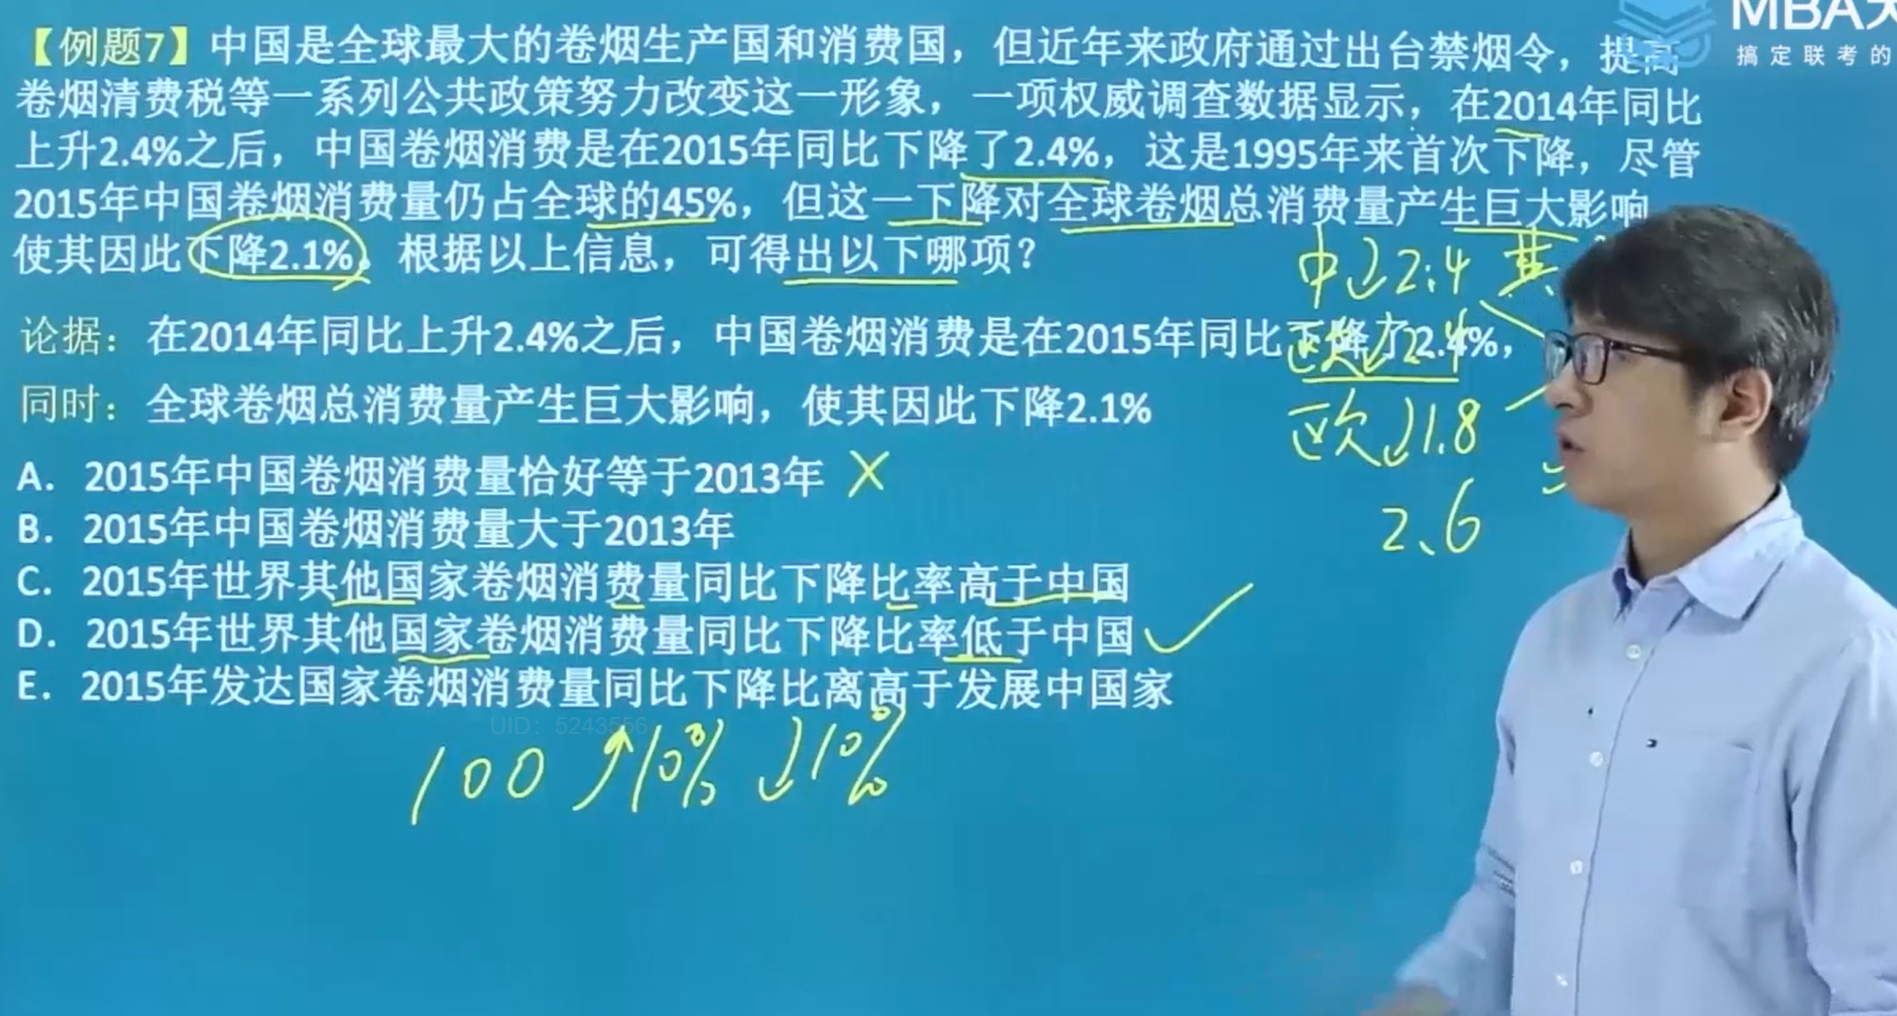 MBA大
搞定联考的
【例题7】中国是全球最大的卷烟生产国和消费国，但近年来政府通过出台禁烟令，提高
卷烟清费税等一系列公共政策努力改变这一形象，一项权威调查数据显示，在2014年同比
上升2.4%之后，中国卷烟消费是在2015年同比下降了2.4%，这是1995年来首次下降，尽管
2015年中国卷烟消费量仍占全球的45%，但这一下降对全球卷烟总消费量产生巨大影响
使其因此下降2.1%。根据以上信息，可得出以下哪项？
中↓2.4 其
论据：在2014年同比上升2.4%之后，中国卷烟消费是在2015年同比下降了2.4%，
欧↓2.4
同时：全球卷烟总消费量产生巨大影响，使其因此下降2.1%
欧↓1.8
A. 2015年中国卷烟消费量恰好等于2013年 X
B. 2015年中国卷烟消费量大于2013年
2.6
C. 2015年世界其他国家卷烟消费量同比下降比率高于中国
D. 2015年世界其他国家卷烟消费量同比下降比率低于中国 ✓
E. 2015年发达国家卷烟消费量同比下降比离高于发展中国家
UID：5243556
100 ↑10% ↓10%